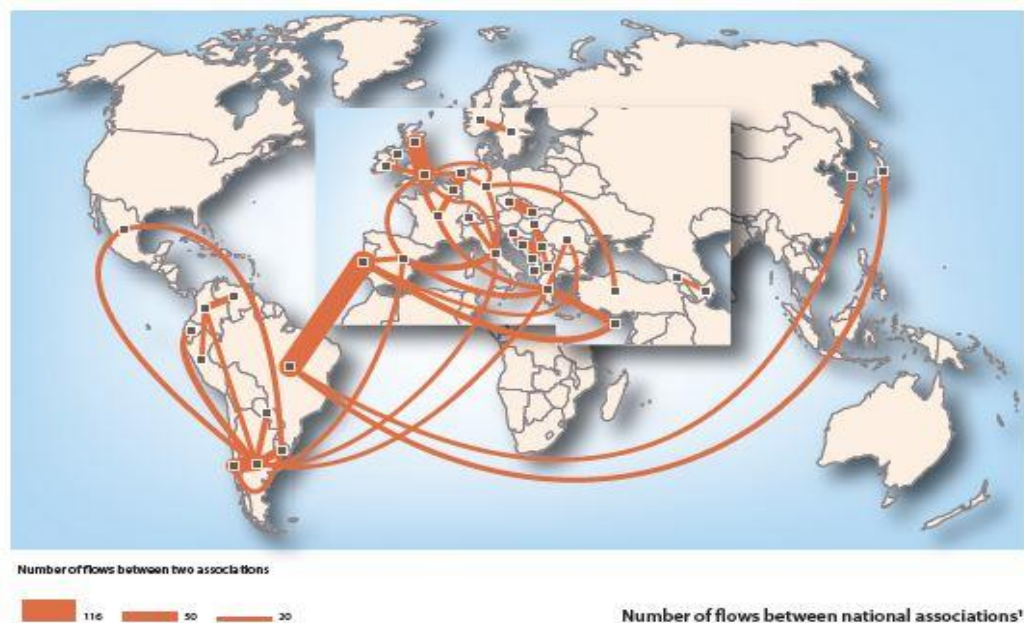 Number of flows between two associations
116 50 20
Number of flows between national associations¹